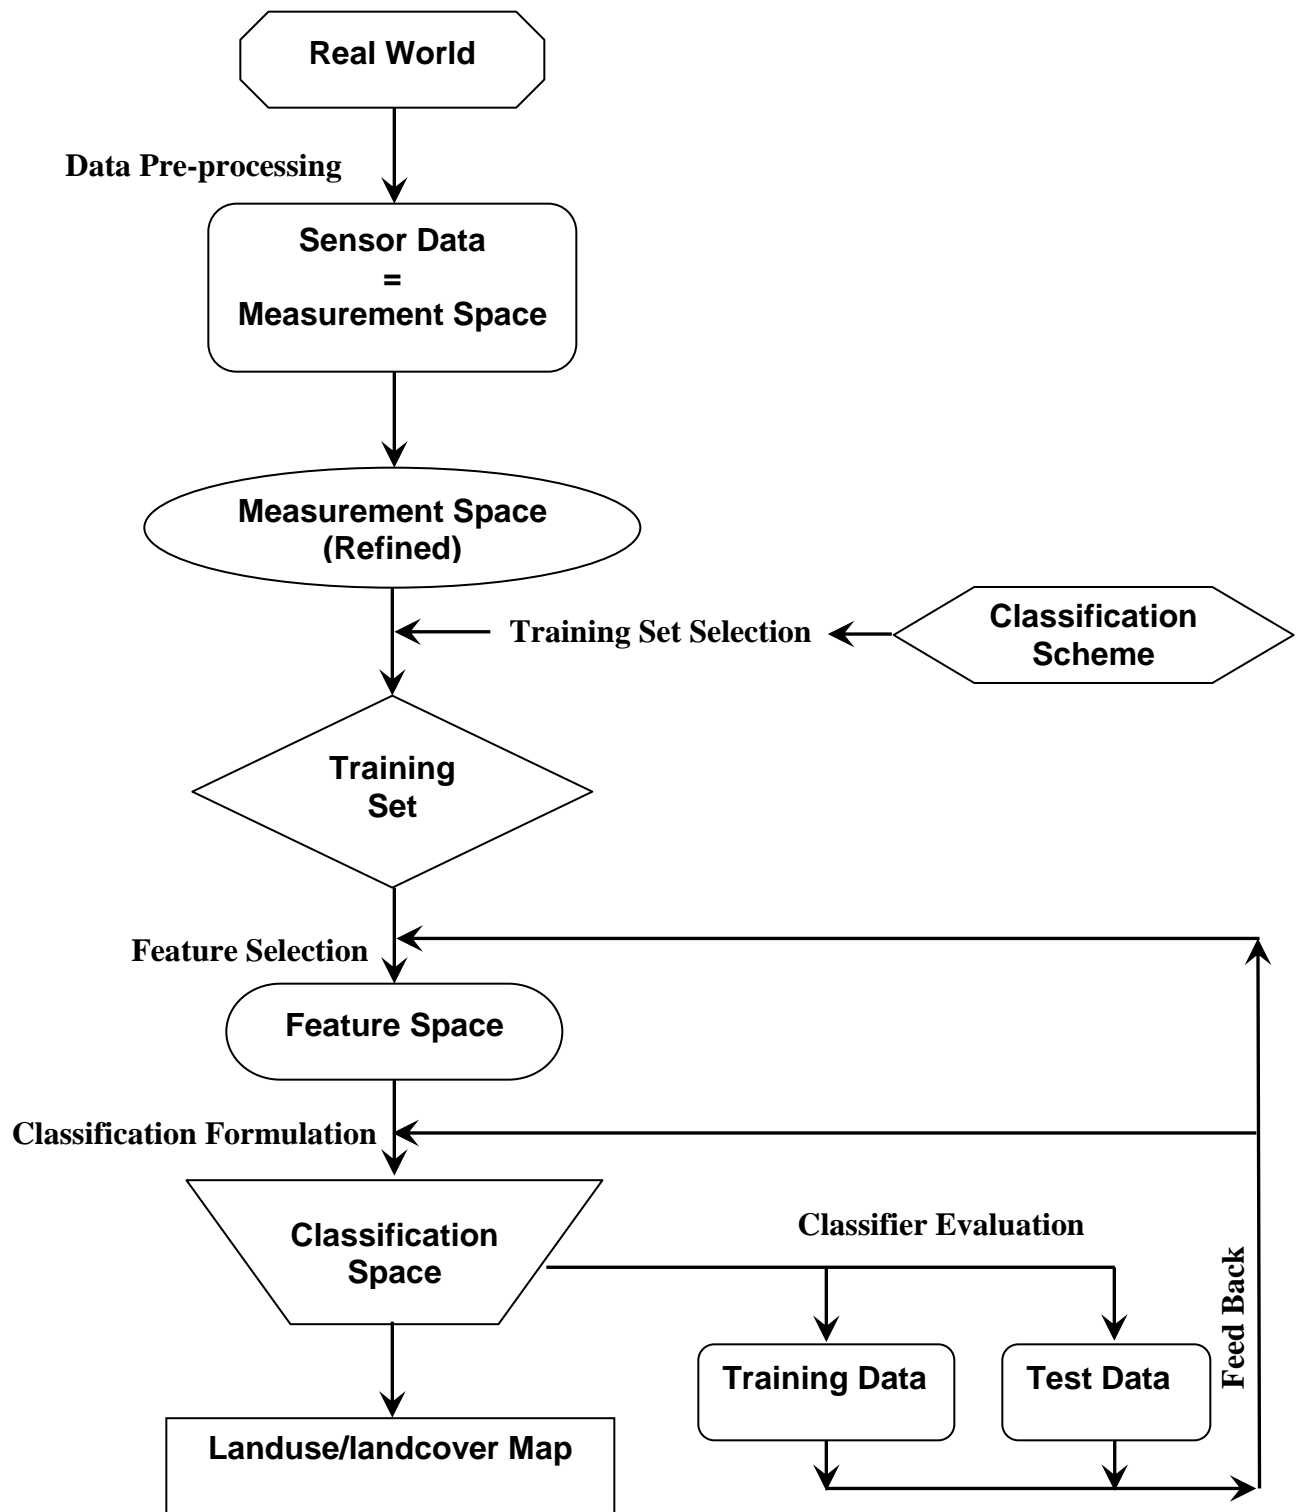 Real World
Data Pre-processing
Sensor Data
=
Measurement Space
Measurement Space
(Refined)
Training Set Selection
Classification
Scheme
Training
Set
Feature Selection
Feature Space
Classification Formulation
Classification
Space
Classifier Evaluation
Feed Back
Training Data
Test Data
Landuse/landcover Map